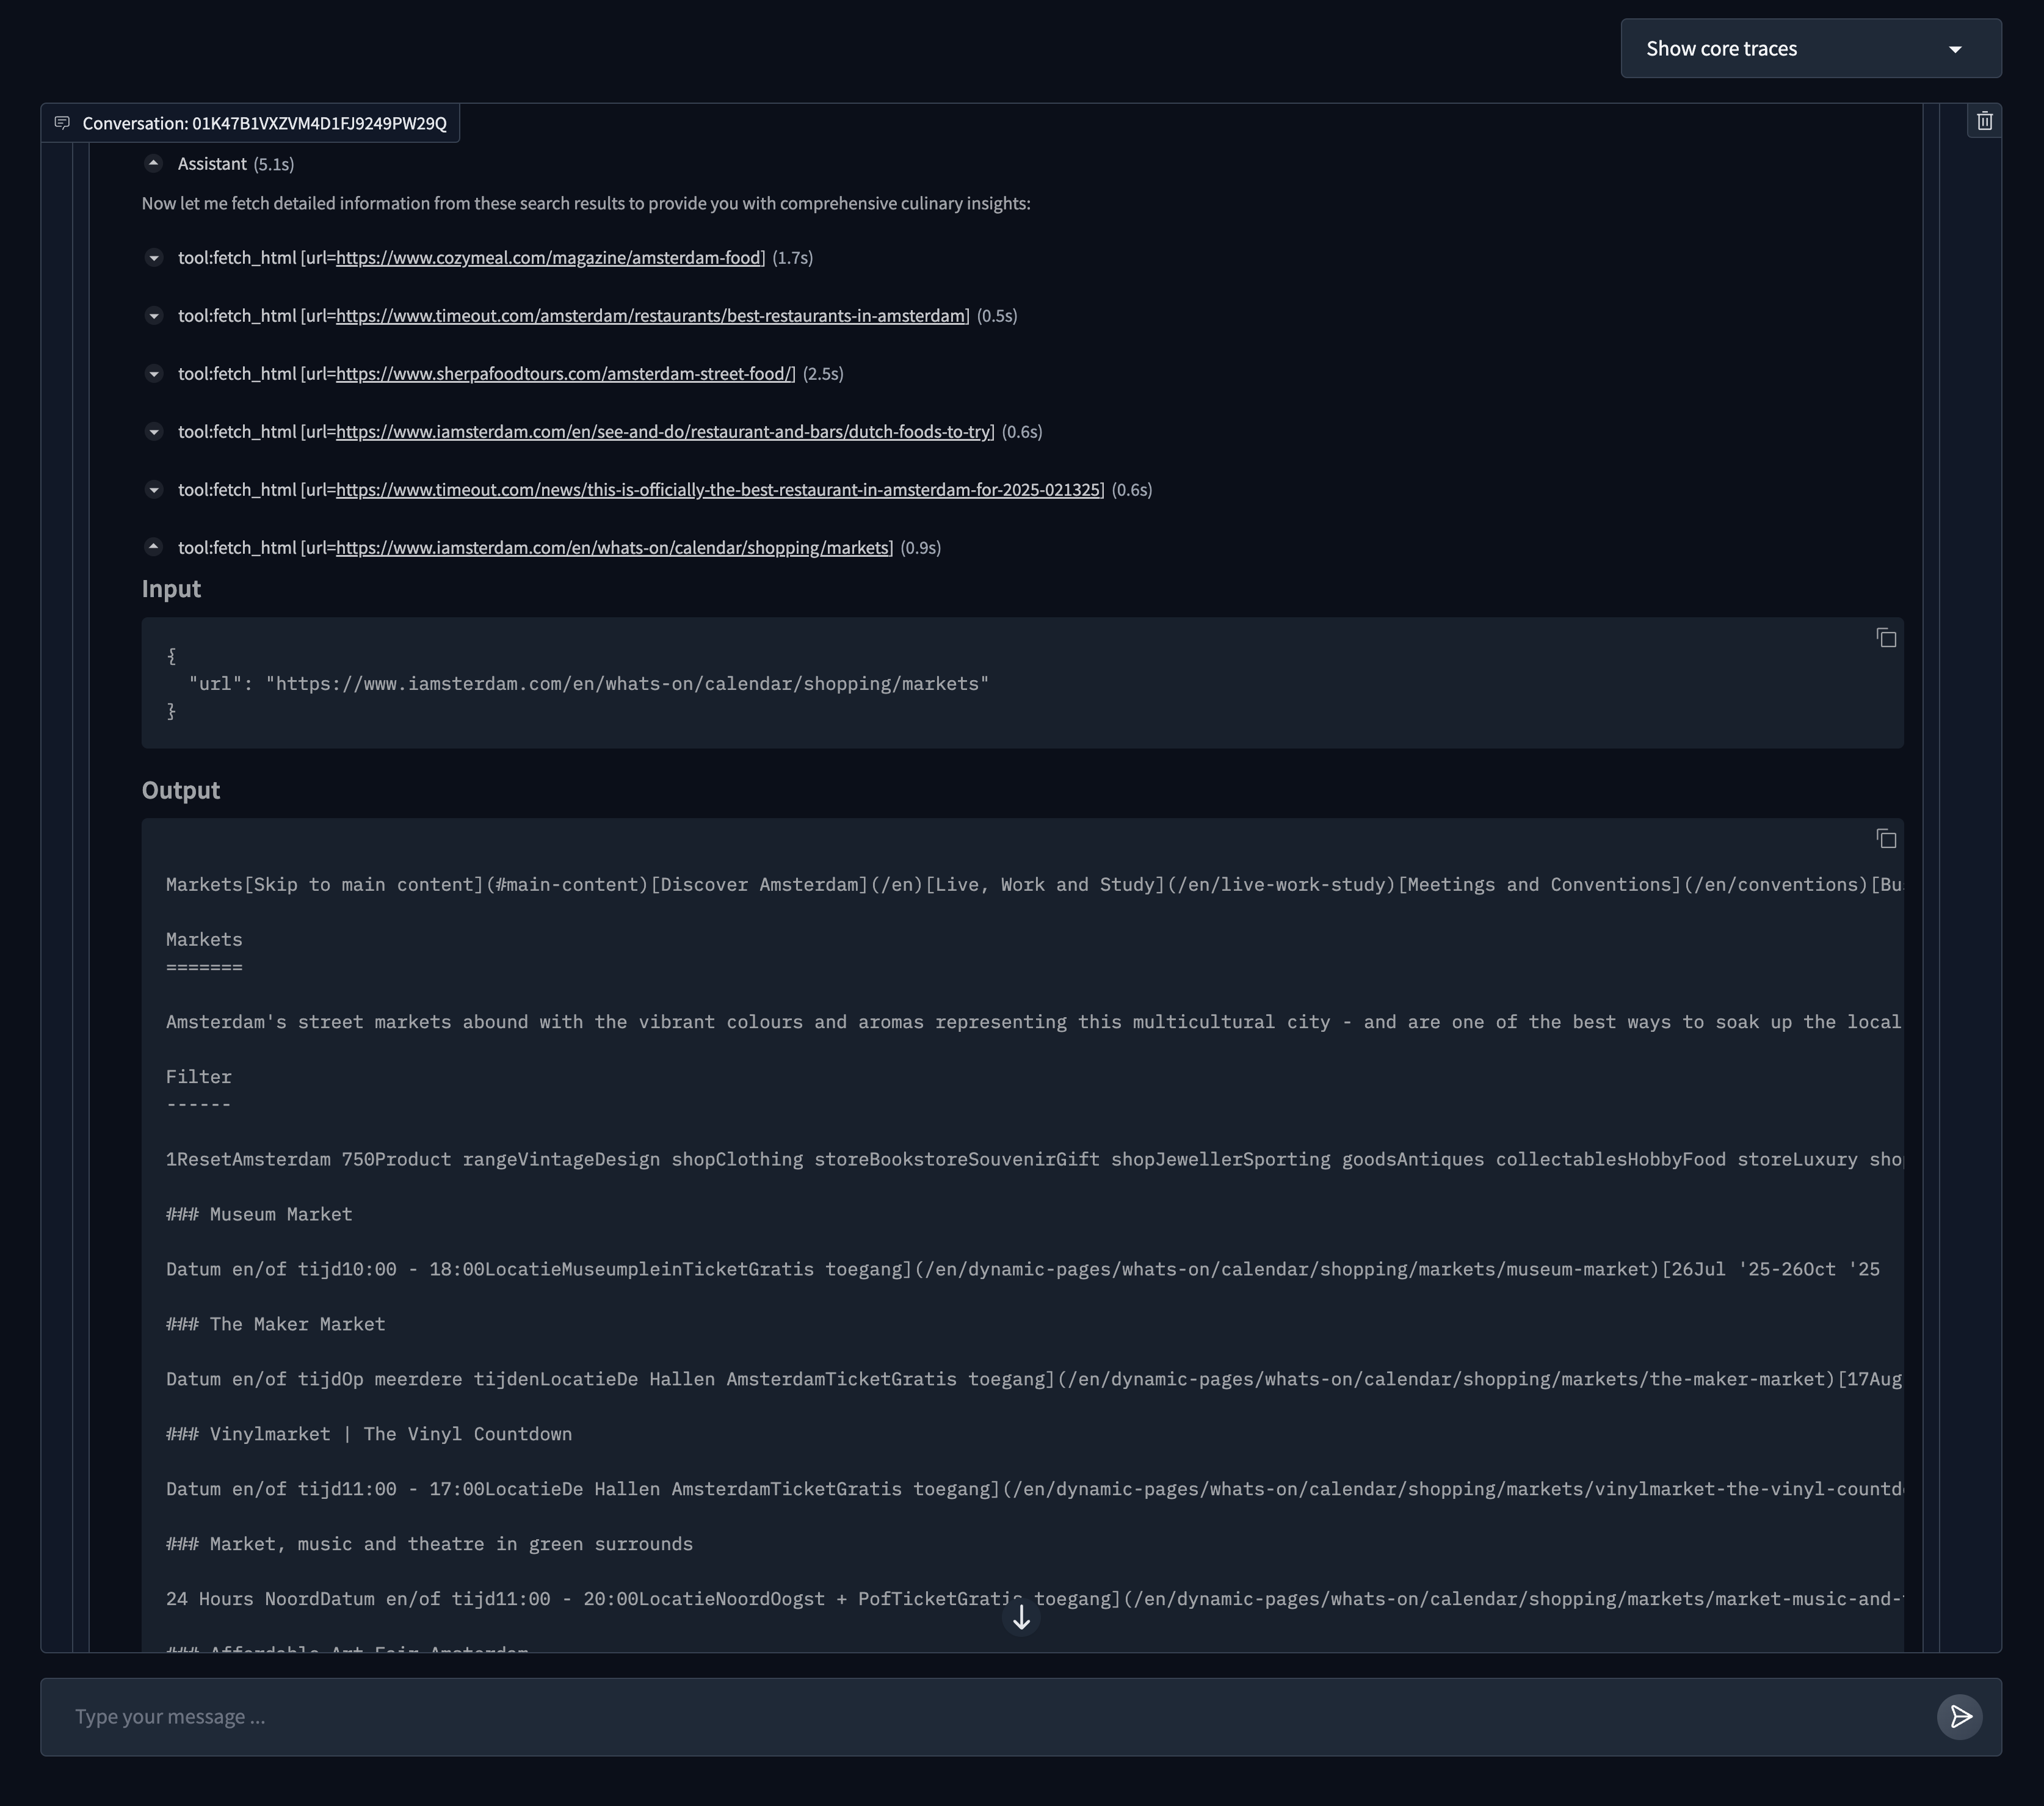 Show core traces
Conversation: 01K47B1VXZVM4D1FJ9249PW29Q
Assistant (5.1s)
Now let me fetch detailed information from these search results to provide you with comprehensive culinary insights:
tool:fetch_html [url=https://www.cozymeal.com/magazine/amsterdam-food] (1.7s)
tool:fetch_html [url=https://www.timeout.com/amsterdam/restaurants/best-restaurants-in-amsterdam] (0.5s)
tool:fetch_html [url=https://www.sherpafoodtours.com/amsterdam-street-food/] (2.5s)
tool:fetch_html [url=https://www.iamsterdam.com/en/see-and-do/restaurant-and-bars/dutch-foods-to-try] (0.6s)
tool:fetch_html [url=https://www.timeout.com/news/this-is-officially-the-best-restaurant-in-amsterdam-for-2025-021325] (0.6s)
tool:fetch_html [url=https://www.iamsterdam.com/en/whats-on/calendar/shopping/markets] (0.9s)
Input
{
"url": "https://www.iamsterdam.com/en/whats-on/calendar/shopping/markets"
}
Output
Markets[Skip to main content](#main-content)[Discover Amsterdam](/en)[Live, Work and Study](/en/live-work-study)[Meetings and Conventions](/en/conventions)[Bu
Markets
=======
Amsterdam's street markets abound with the vibrant colours and aromas representing this multicultural city - and are one of the best ways to soak up the local
Filter
------
1ResetAmsterdam 750Product rangeVintageDesign shopClothing storeBookstoreSouvenirGift shopJewellerSporting goodsAntiques collectablesHobbyFood storeLuxury sho
### Museum Market
Datum en/of tijd10:00 - 18:00LocatieMuseumpleinTicketGratis toegang](/en/dynamic-pages/whats-on/calendar/shopping/markets/museum-market)[26Jul '25-26Oct '25
### The Maker Market
Datum en/of tijdOp meerdere tijdenLocatieDe Hallen AmsterdamTicketGratis toegang](/en/dynamic-pages/whats-on/calendar/shopping/markets/the-maker-market)[17Aug
### Vinylmarket | The Vinyl Countdown
Datum en/of tijd11:00 - 17:00LocatieDe Hallen AmsterdamTicketGratis toegang](/en/dynamic-pages/whats-on/calendar/shopping/markets/vinylmarket-the-vinyl-countd
### Market, music and theatre in green surrounds
24 Hours NoordDatum en/of tijd11:00 - 20:00LocatieNoordOogst + PofTicketGratis toegang](/en/dynamic-pages/whats-on/calendar/shopping/markets/market-music-and-
### Affordable Art Fair Amsterdam
Type your message ...